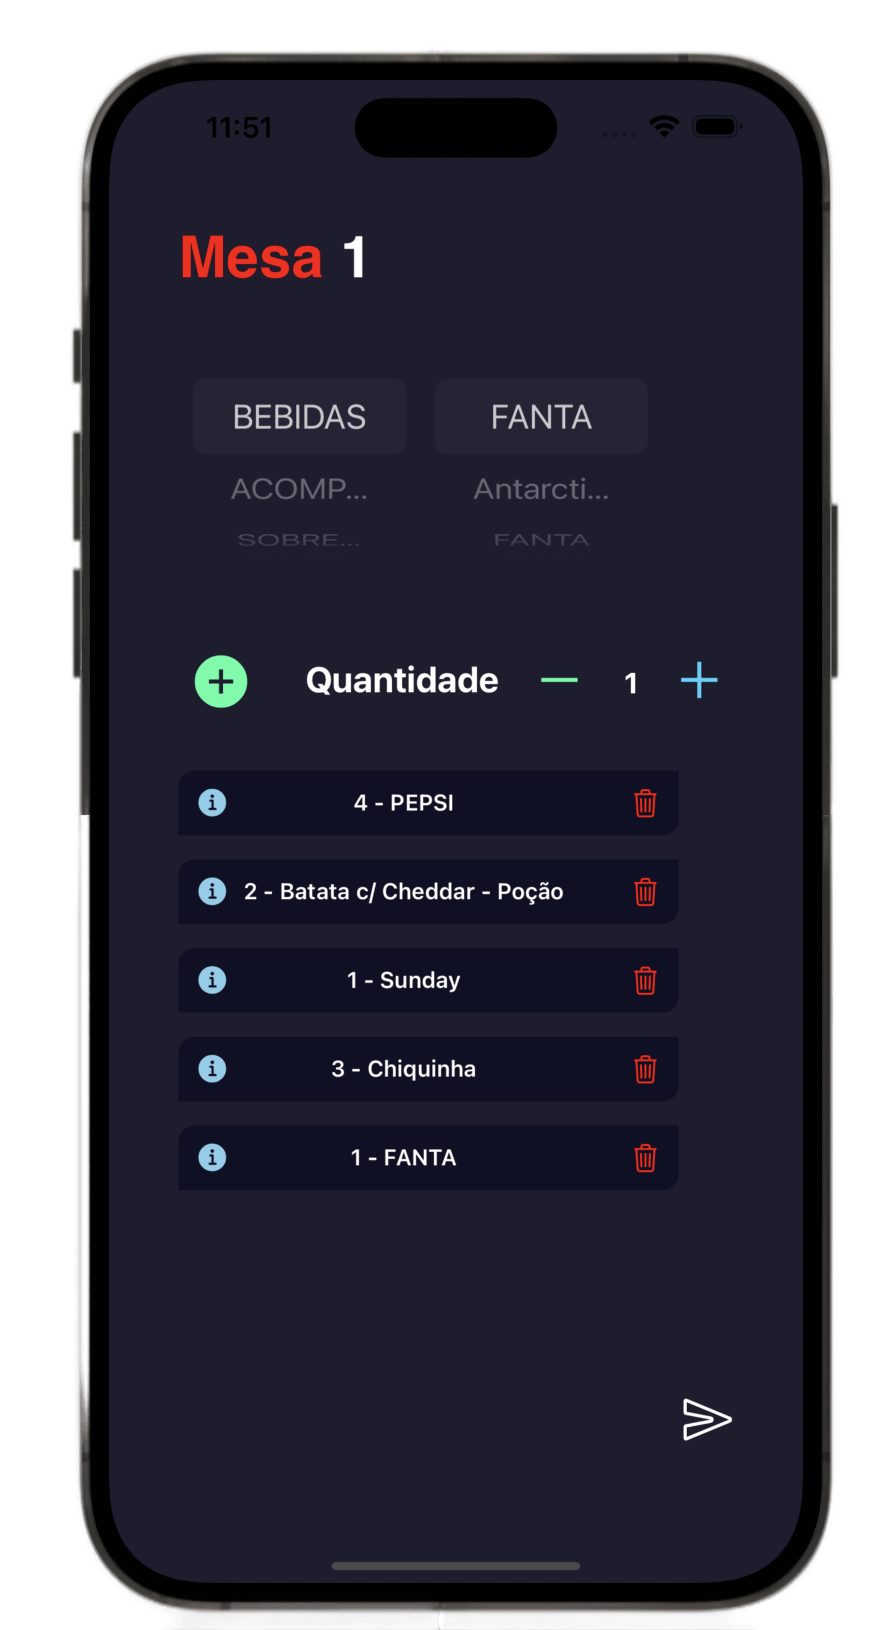 11:51
Mesa 1
BEBIDAS FANTA
ACOMP... Antarcti...
SOBRE... FANTA
Quantidade 1
4 - PEPSI
2 - Batata c/ Cheddar - Poção
1 - Sunday
3 - Chiquinha
1 - FANTA